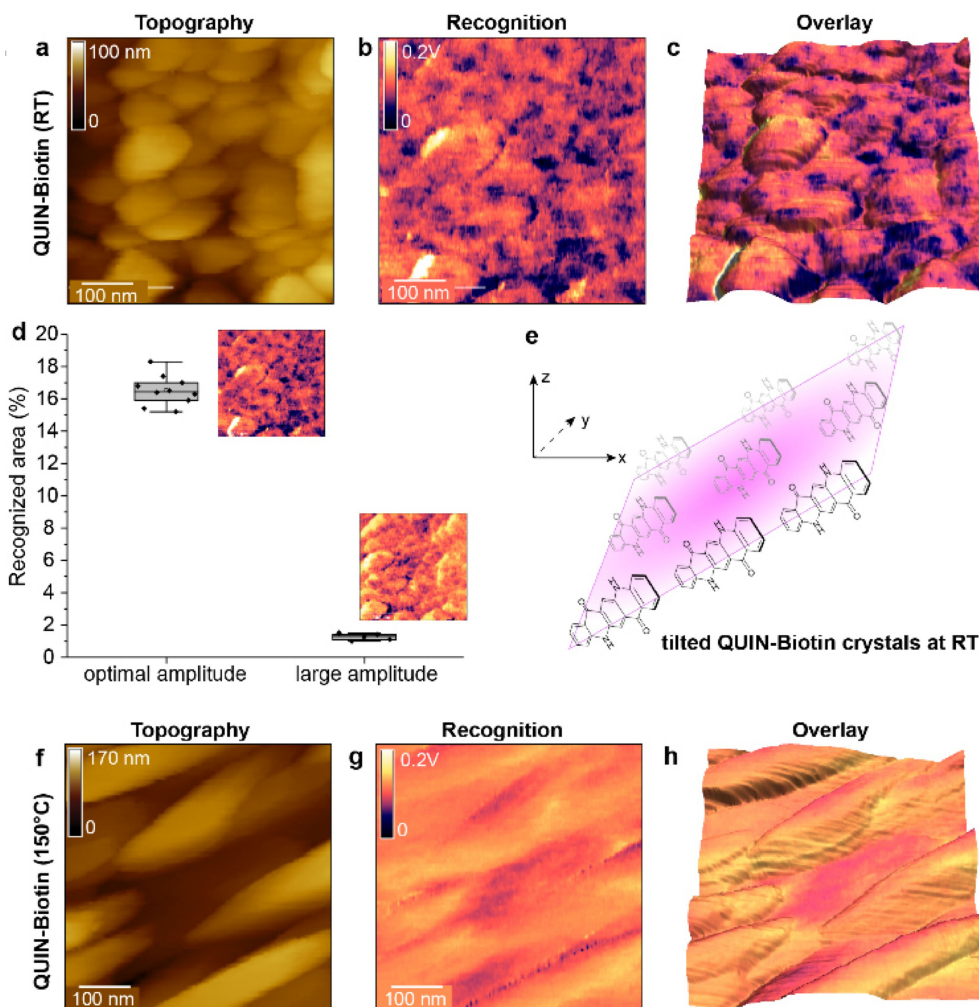 Topography
Recognition
Overlay
QUIN-Biotin (RT)
a
100 nm
0
100 nm
b
0.2V
0
100 nm
c
d
Recognized area (%)
20
18
16
14
12
10
8
6
4
2
0
optimal amplitude
large amplitude
e
z
y
x
tilted QUIN-Biotin crystals at RT
Topography
Recognition
Overlay
QUIN-Biotin (150°C)
f
170 nm
0
100 nm
g
0.2V
0
100 nm
h